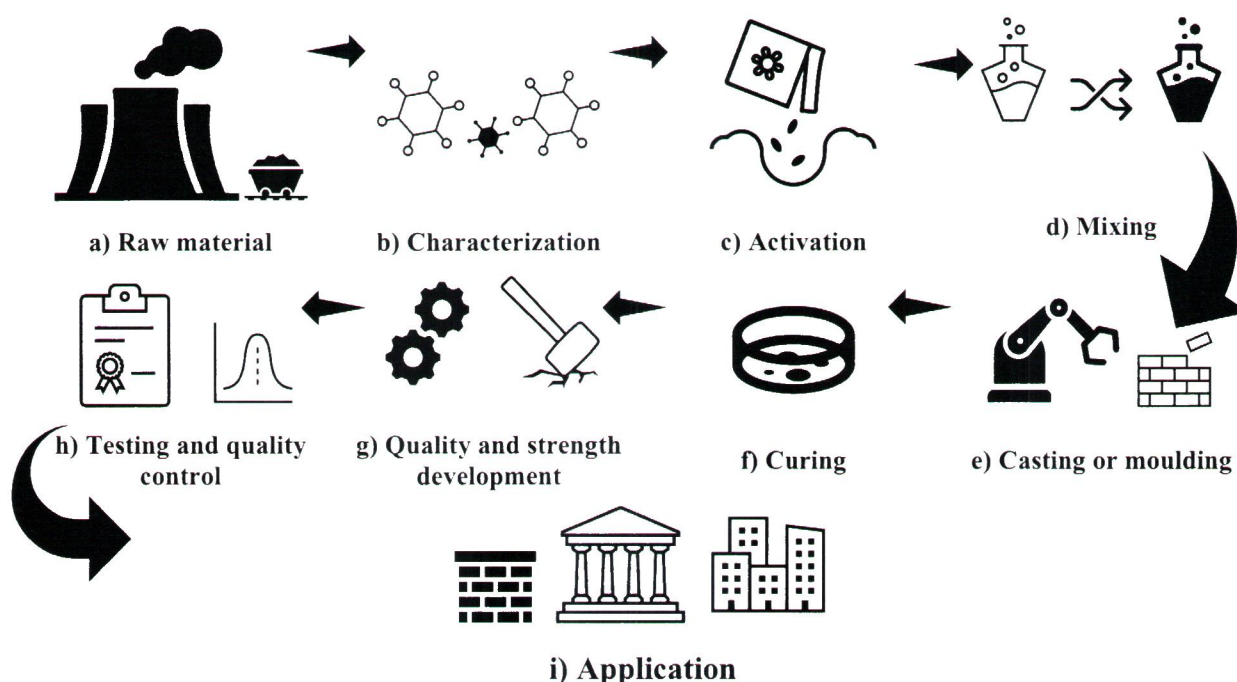 a) Raw material
b) Characterization
c) Activation
d) Mixing
h) Testing and quality
control
g) Quality and strength
development
f) Curing
e) Casting or moulding
i) Application